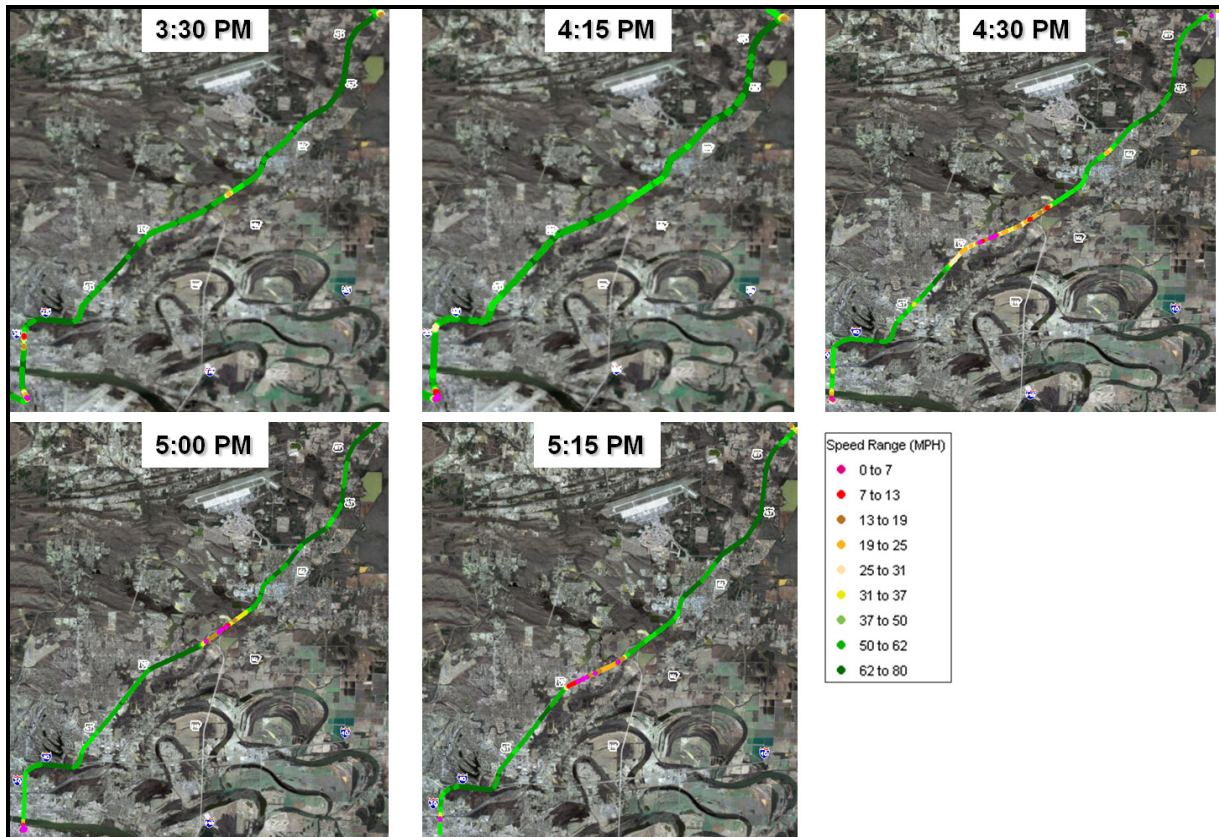 3:30 PM
4:15 PM
4:30 PM
5:00 PM
5:15 PM
Speed Range (MPH)
0 to 7
7 to 13
13 to 19
19 to 25
25 to 31
31 to 37
37 to 50
50 to 62
62 to 80